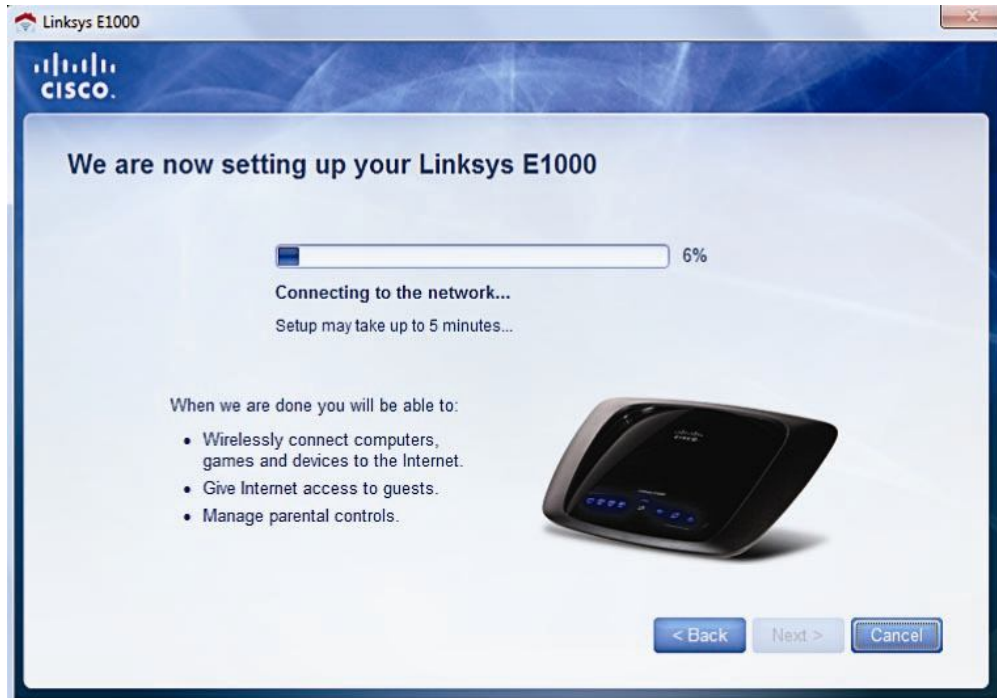 Linksys E1000
CISCO.
We are now setting up your Linksys E1000
6%
Connecting to the network...
Setup may take up to 5 minutes...
When we are done you will be able to:
• Wirelessly connect computers,
games and devices to the Internet.
• Give Internet access to guests.
• Manage parental controls.
< Back
Next >
Cancel